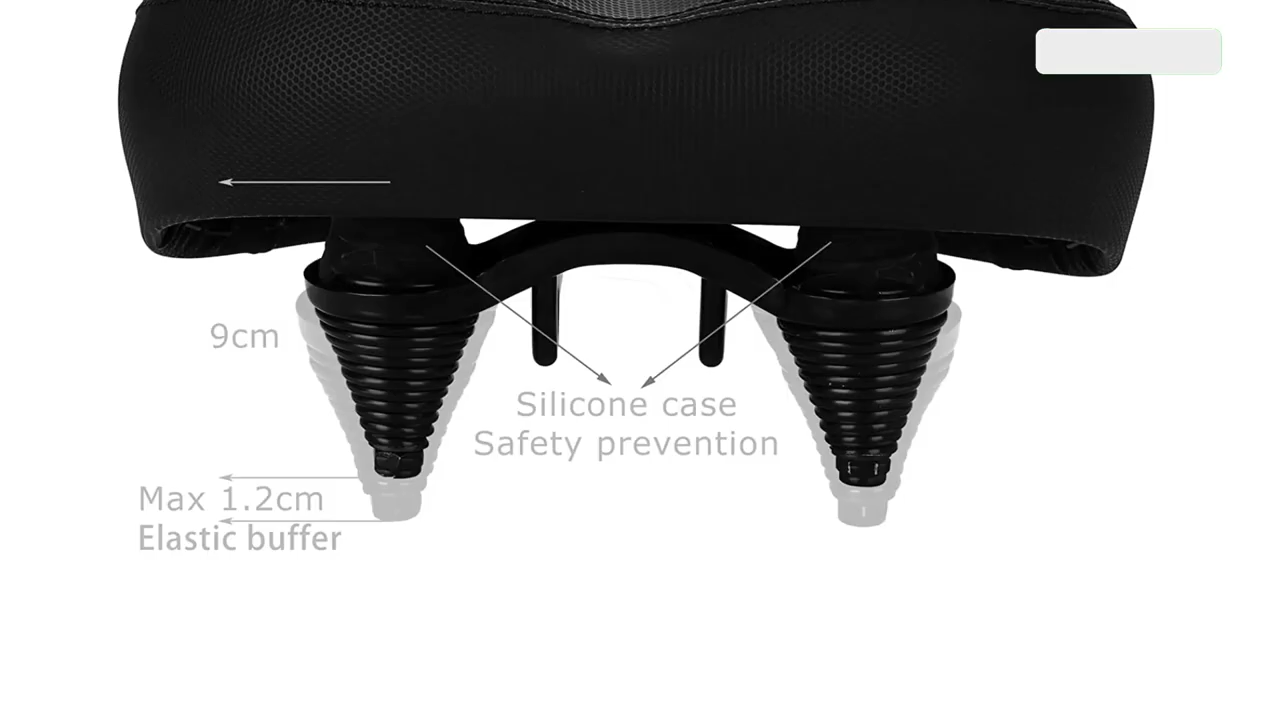 9cm
Silicone case
Safety prevention
Max 1.2cm
Elastic buffer